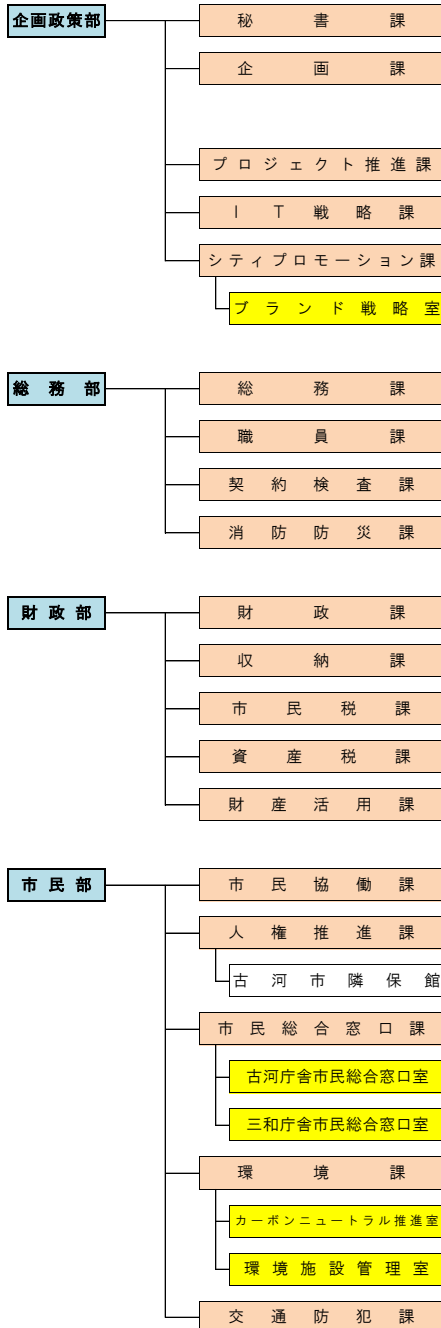 企画政策部
秘書課
企画課
プロジェクト推進課
ＩＴ戦略課
シティプロモーション課
ブランド戦略室
総務部
総務課
職員課
契約検査課
消防防災課
財政部
財政課
収納課
市民税課
資産税課
財産活用課
市民部
市民協働課
人権推進課
古河市隣保館
市民総合窓口課
古河庁舎市民総合窓口室
三和庁舎市民総合窓口室
環境課
カーボンニュートラル推進室
環境施設管理室
交通防犯課